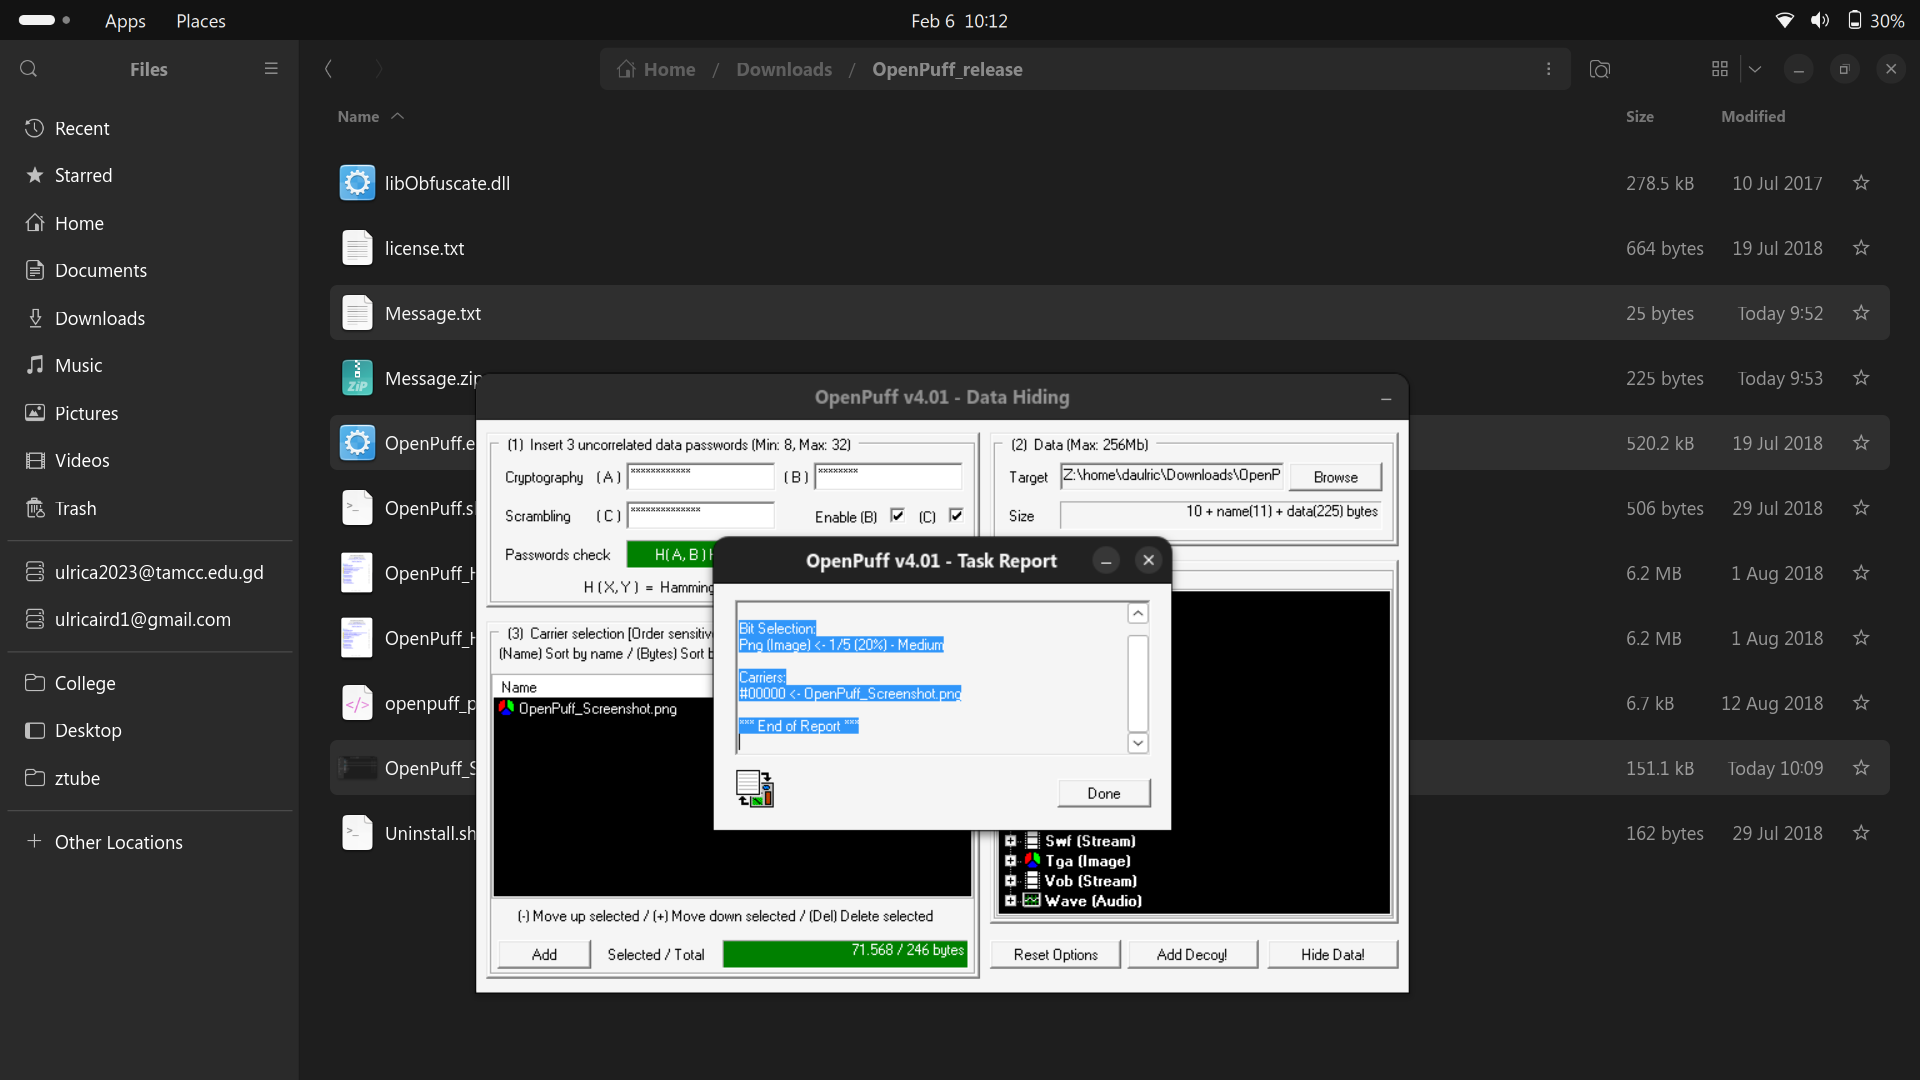 Apps Places Feb 6 10:12 30%
Files Home / Downloads / OpenPuff_release
Name Size Modified
Recent
Starred
Home
Documents
Downloads
Music
Pictures
Videos
Trash
ulrica2023@tamcc.edu.gd
ulricaird1@gmail.com
College
Desktop
ztube
Other Locations
libObfuscate.dll 278.5 kB 10 Jul 2017
license.txt 664 bytes 19 Jul 2018
Message.txt 25 bytes Today 9:52
Message.zip 225 bytes Today 9:53
OpenPuff.e 520.2 kB 19 Jul 2018
OpenPuff.s 506 bytes 29 Jul 2018
OpenPuff_H 6.2 MB 1 Aug 2018
OpenPuff_H 6.2 MB 1 Aug 2018
openpuff_p 6.7 kB 12 Aug 2018
OpenPuff_S 151.1 kB Today 10:09
Uninstall.sh 162 bytes 29 Jul 2018
OpenPuff v4.01 - Data Hiding
(1) Insert 3 uncorrelated data passwords (Min: 8, Max: 32)
Cryptography (A) ************ (B) ********
Scrambling (C) ************** Enable (B) (C)
Passwords check H(A,B)
H(X,Y) = Hamming
(2) Data (Max: 256Mb)
Target Z:\home\daulric\Downloads\OpenP Browse
Size 10 + name(11) + data(225) bytes
(3) Carrier selection [Order sensitiv
(Name) Sort by name / (Bytes) Sort b
Name
OpenPuff_Screenshot.png
(-) Move up selected / (+) Move down selected / (Del) Delete selected
Add Selected / Total 71.568 / 246 bytes
Swf (Stream)
Tga (Image)
Vob (Stream)
Wave (Audio)
Reset Options Add Decoy! Hide Data!
OpenPuff v4.01 - Task Report
Bit Selection:
Png (Image) <- 1/5 (20%) - Medium
Carriers:
#00000 <- OpenPuff_Screenshot.png
*** End of Report ***
Done